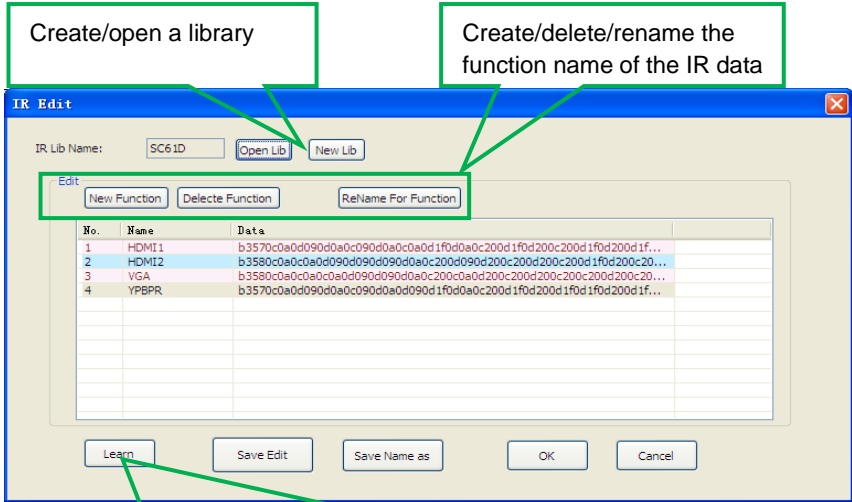 Create/open a library
Create/delete/rename the
function name of the IR data
IR Edit
IR Lib Name: SC61D Open Lib New Lib
Edit
New Function Delecte Function ReName For Function
No. Name Data
1 HDMI1 b3570c0a0d090d0a0c090d0a0c0a0d1f0d0a0c200d1f0d200c200d1f0d200d1f...
2 HDMI2 b3580c0a0c0a0d090d090d090d0a0c200d090d200c200d200c200d1f0d200c20...
3 VGA b3580c0a0c0a0c0a0d090d090d0a0c200c0a0d200c200d200c200c200d200c20...
4 YPBPR b3570c0a0d090d0a0c090d0a0d090d1f0d0a0c200d1f0d200d1f0d1f0d200d1f...
Learn Save Edit Save Name as OK Cancel